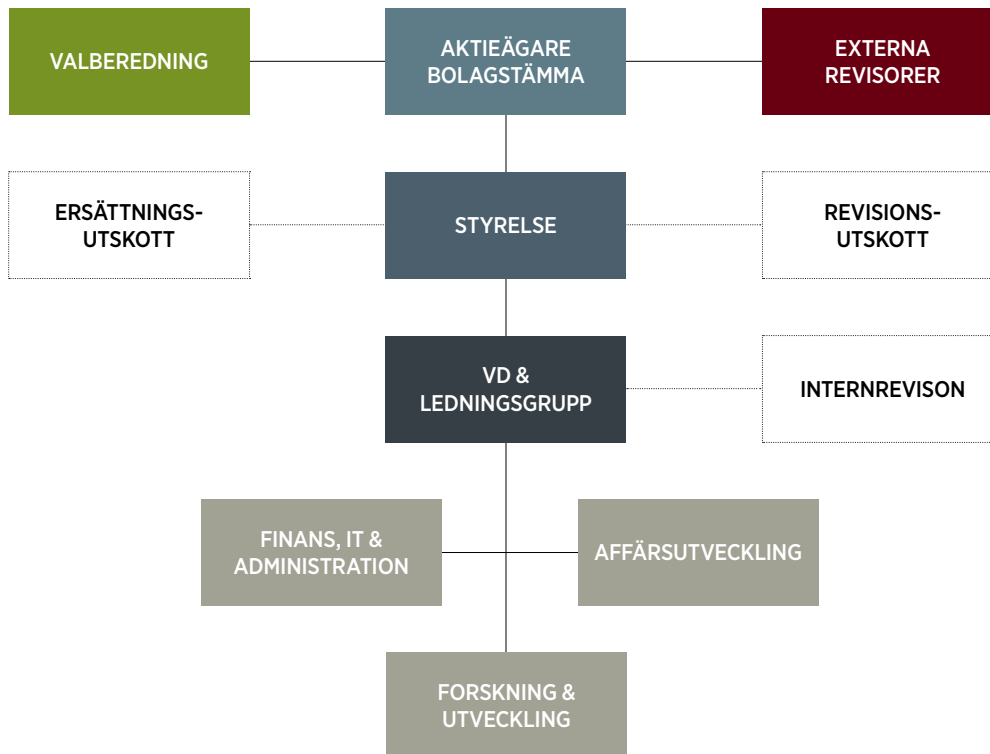 VALBEREDNING
AKTIEÄGARE
BOLAGSTÄMMA
EXTERNA
REVISORER
ERSÄTTNINGS-
UTSKOTT
STYRELSE
REVISIONS-
UTSKOTT
VD &
LEDNINGSGRUPP
INTERNREVISON
FINANS, IT &
ADMINISTRATION
AFFÄRSUTVECKLING
FORSKNING &
UTVECKLING